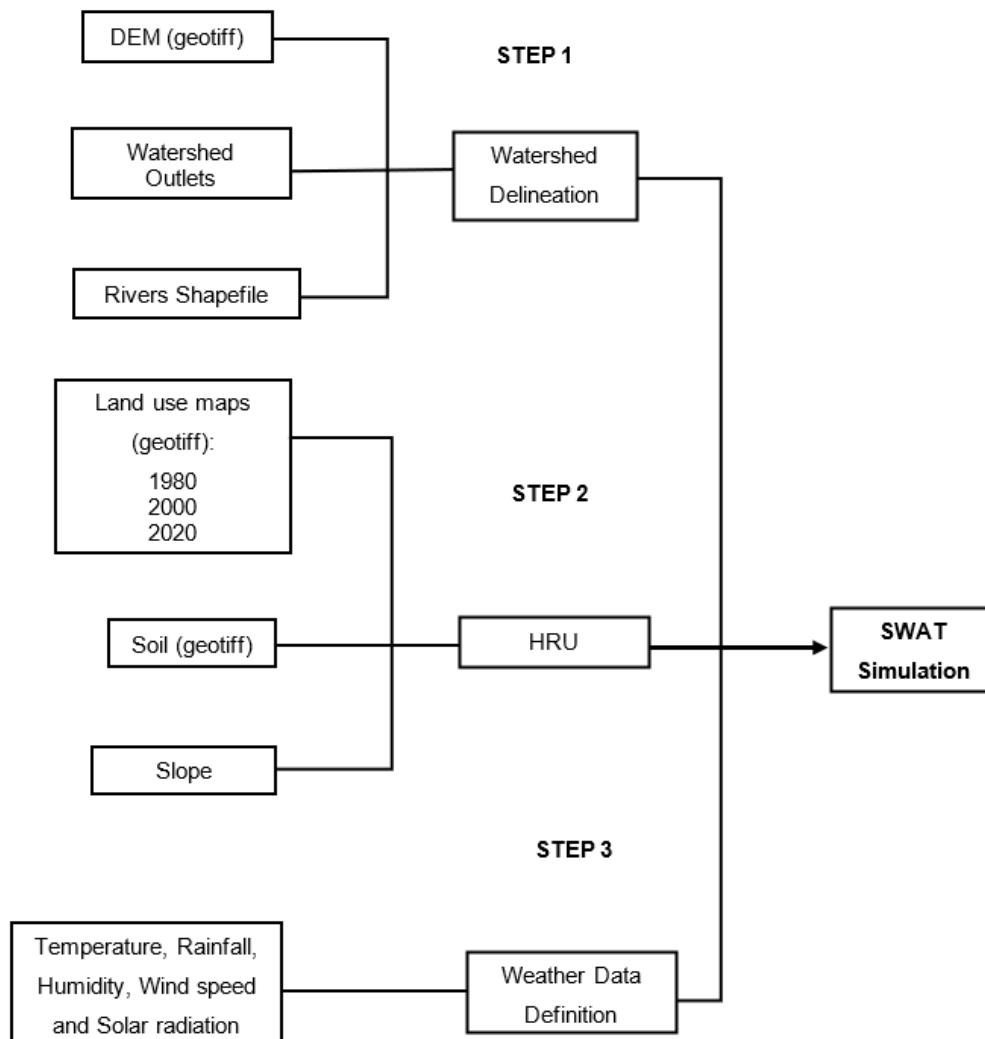 DEM (geotiff)
STEP 1
Watershed
Outlets
Watershed
Delineation
Rivers Shapefile
Land use maps
(geotiff):
1980
2000
2020
STEP 2
Soil (geotiff)
HRU
SWAT
Simulation
Slope
STEP 3
Temperature, Rainfall,
Humidity, Wind speed
and Solar radiation
Weather Data
Definition